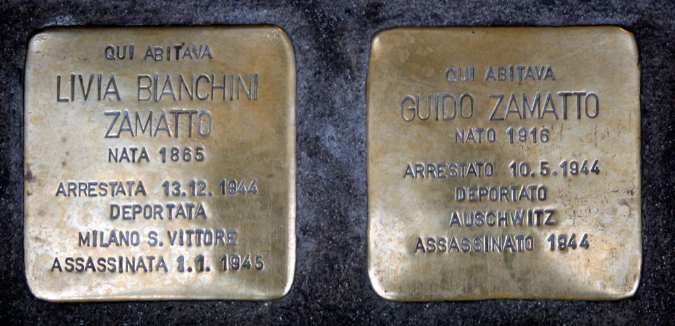 QUI ABITAVA
LIVIA BIANCHINI
ZAMATTO
NATA 1865
ARRESTATA 13.12.1944
DEPORTATA
MILANO S. VITTORE
ASSASSINATA 1.1. 1945
QUI ABITAVA
GUIDO ZAMATTO
NATO 1916
ARRESTATO 10.5.1944
DEPORTATO
AUSCHWITZ
ASSASSINATO 1944